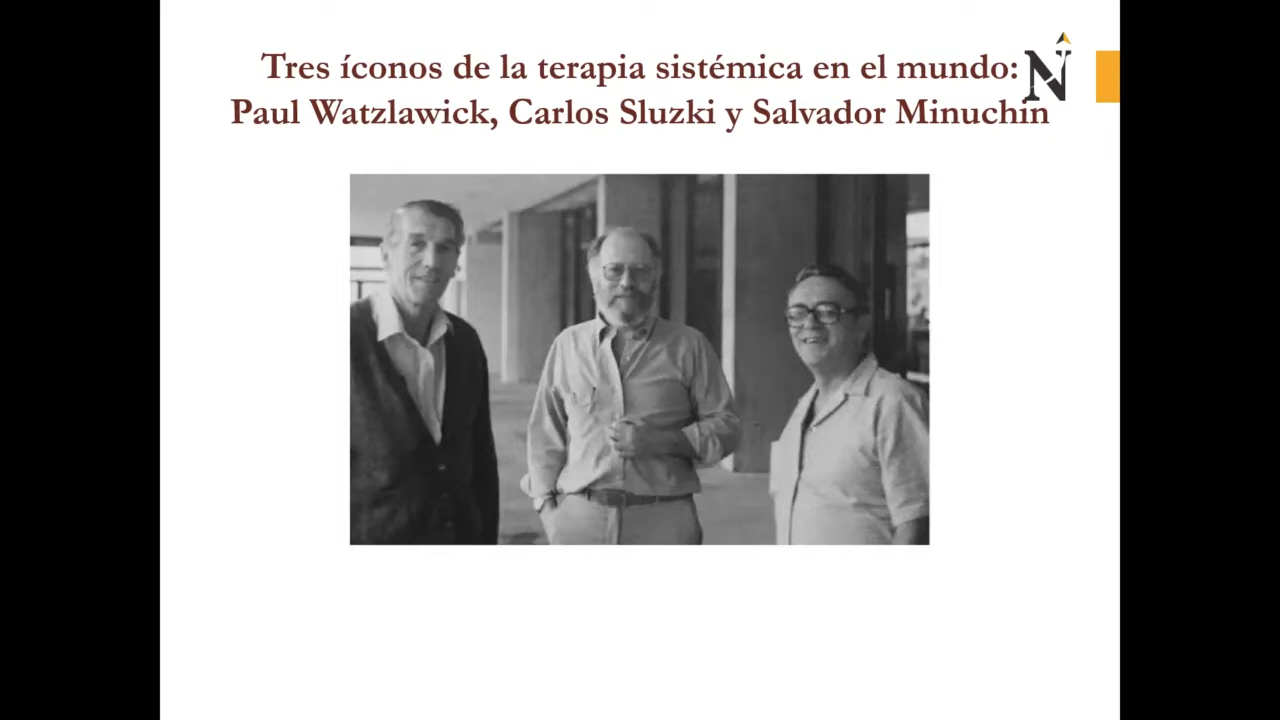 Tres íconos de la terapia sistémica en el mundo:
Paul Watzlawick, Carlos Sluzki y Salvador Minuchin
N